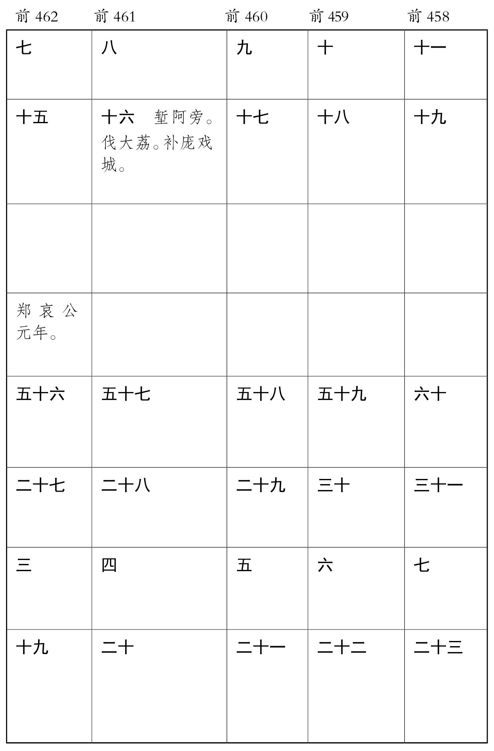 前 462 前 461 前 460 前 459 前 458
七 八 九 十 十一
十五 十六 堑阿旁。 十七 十八 十九
伐大荔。补庞戏
城。
郑哀公
元年。
五十六 五十七 五十八 五十九 六十
二十七 二十八 二十九 三十 三十一
三 四 五 六 七
十九 二十 二十一 二十二 二十三